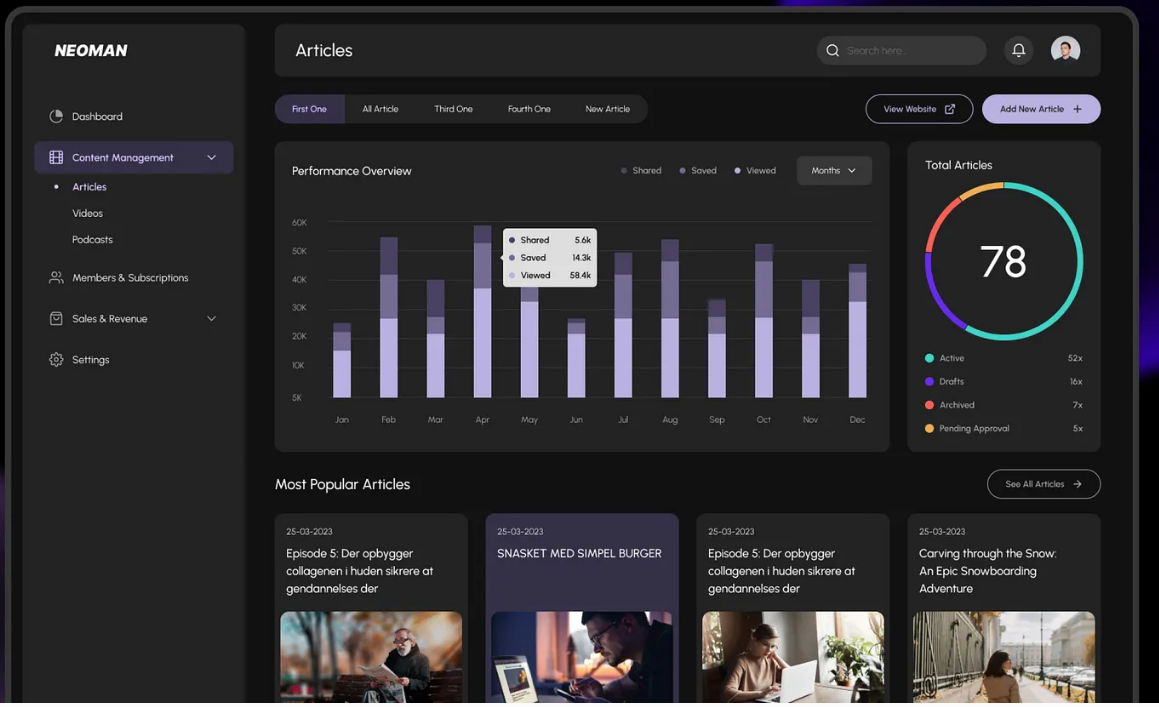 NEOMAN
Dashboard
Content Management
Articles
Videos
Podcasts
Members & Subscriptions
Sales & Revenue
Settings
Articles
Search here...
First One
All Article
Third One
Fourth One
New Article
View Website
Add New Article +
Performance Overview
Shared
Saved
Viewed
Months
60K
50K
40K
30K
20K
10K
5K
Shared 5.6k
Saved 14.3k
Viewed 58.4k
Jan Feb Mar Apr May Jun Jul Aug Sep Oct Nov Dec
Total Articles
78
Active 52x
Drafts 16x
Archived 7x
Pending Approval 5x
Most Popular Articles
See All Articles
25-03-2023
Episode 5: Der opbygger
collagenen i huden sikrere at
gendannelses der
25-03-2023
SNASKET MED SIMPEL BURGER
25-03-2023
Episode 5: Der opbygger
collagenen i huden sikrere at
gendannelses der
25-03-2023
Carving through the Snow:
An Epic Snowboarding
Adventure